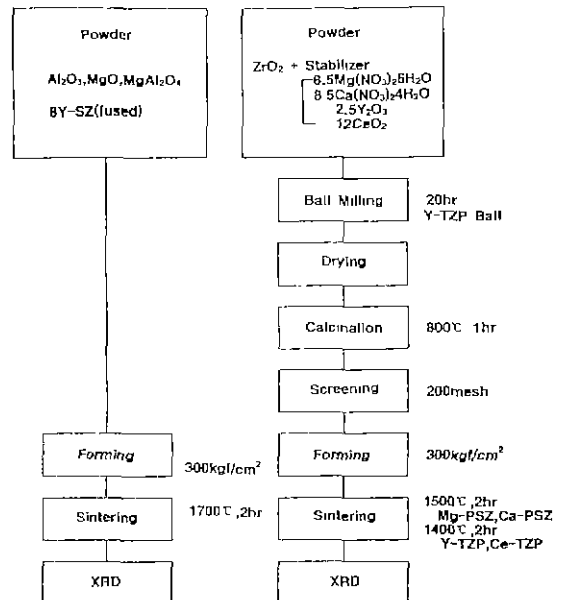 Powder
Al₂O₃,MgO,MgAl₂O₄
8Y-SZ(fused)
Forming
300kgf/cm²
Sintering
1700℃,2hr
XRD
Powder
ZrO₂ + Stabilizer
8.5Mg(NO₃)₂6H₂O
8 5Ca(NO₃)₂4H₂O
2.5Y₂O₃
12CeO₂
Ball Milling
20hr
Y-TZP Ball
Drying
Calcination
800℃ 1hr
Screening
200mesh
Forming
300kgf/cm²
Sintering
1500℃,2hr
Mg-PSZ,Ca-PSZ
1400℃,2hr
Y-TZP,Ce-TZP
XRD